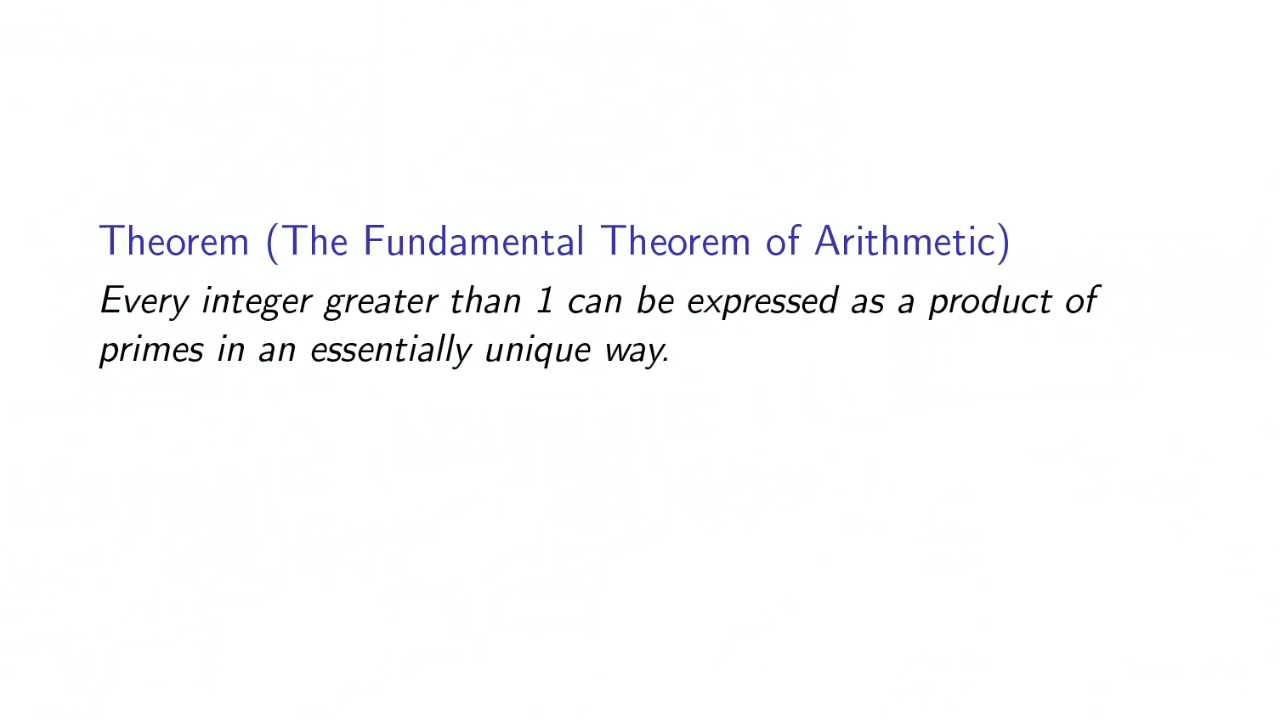 Theorem (The Fundamental Theorem of Arithmetic)
Every integer greater than 1 can be expressed as a product of
primes in an essentially unique way.